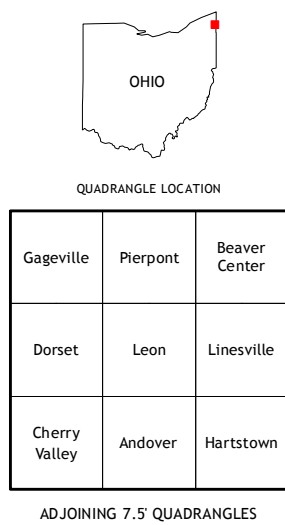 OHIO
QUADRANGLE LOCATION
Gageville
Pierpont
Beaver
Center
Dorset
Leon
Linesville
Cherry
Valley
Andover
Hartstown
ADJOINING 7.5' QUADRANGLES